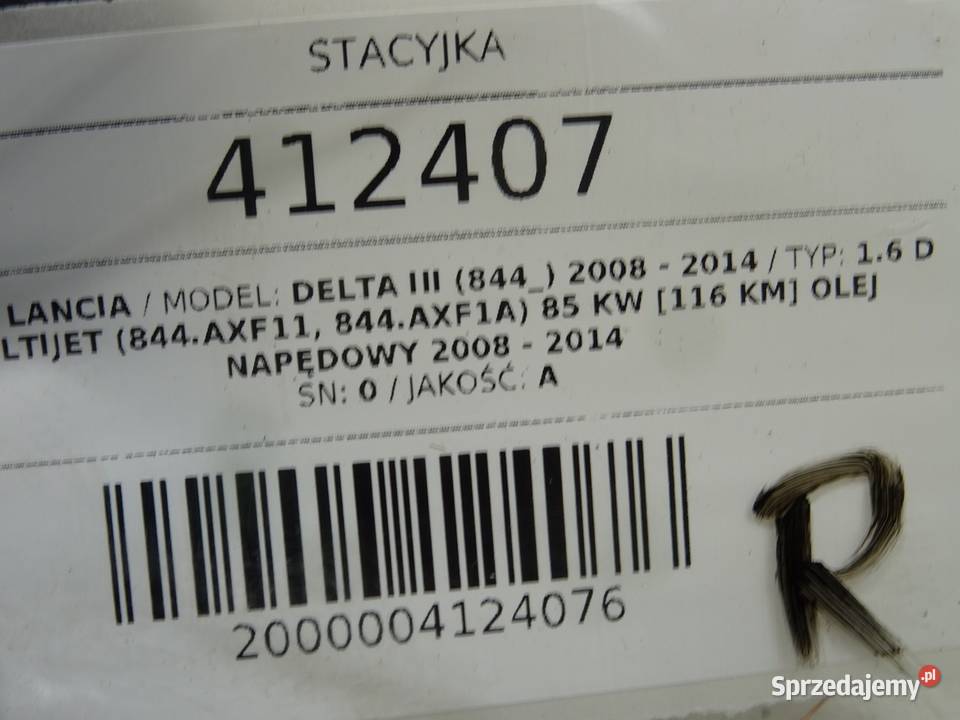 STACYJKA
412407
LANCIA / MODEL: DELTA III (844_) 2008 - 2014 / TYP: 1.6 D
LTIJET (844.AXF11, 844.AXF1A) 85 KW [116 KM] OLEJ
NAPĘDOWY 2008 - 2014
SN: 0 / JAKOŚĆ: A
2000004124076
R
Sprzedajemy.pl